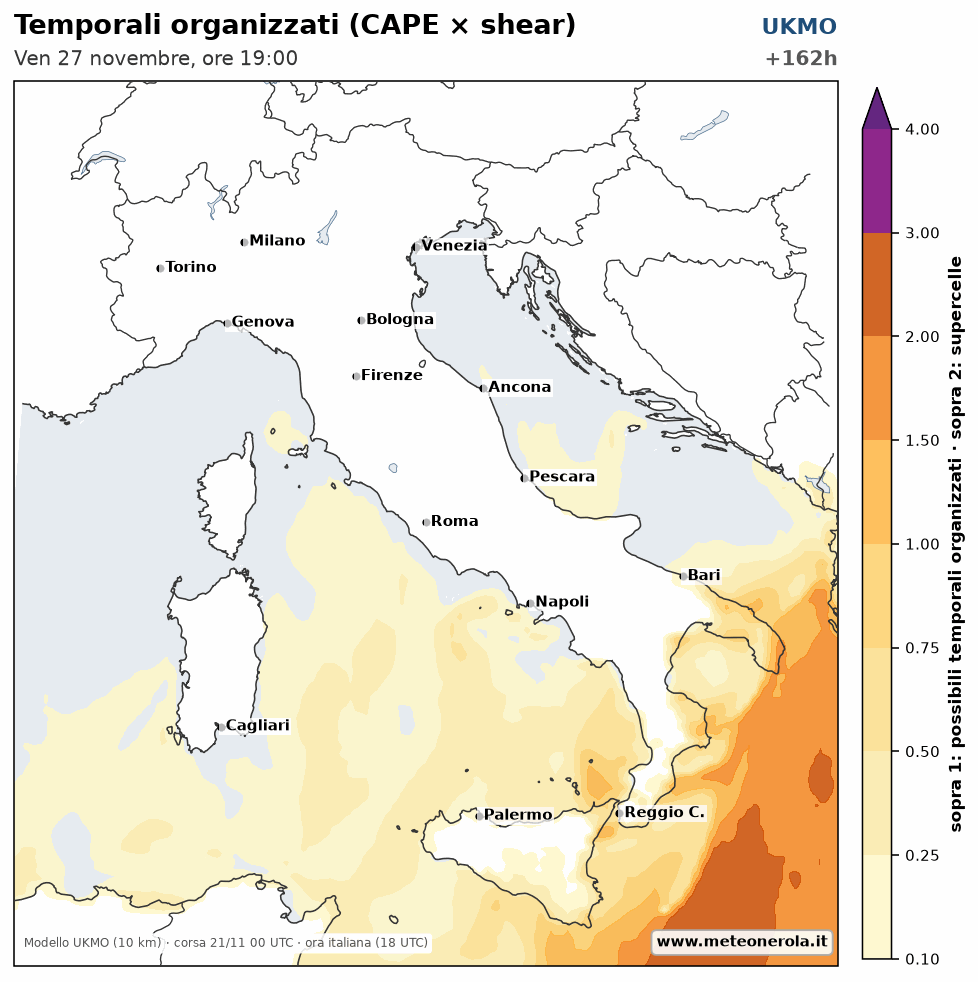 Temporali organizzati (CAPE × shear)
UKMO
Ven 27 novembre, ore 19:00
+162h
Milano
Venezia
Torino
Genova
Bologna
Firenze
Ancona
Pescara
Roma
Bari
Napoli
Cagliari
Palermo
Reggio C.
4.00
3.00
2.00
1.50
1.00
0.75
0.50
0.25
0.10
sopra 1: possibili temporali organizzati · sopra 2: supercelle
Modello UKMO (10 km) · corsa 21/11 00 UTC · ora italiana (18 UTC)
www.meteonerola.it